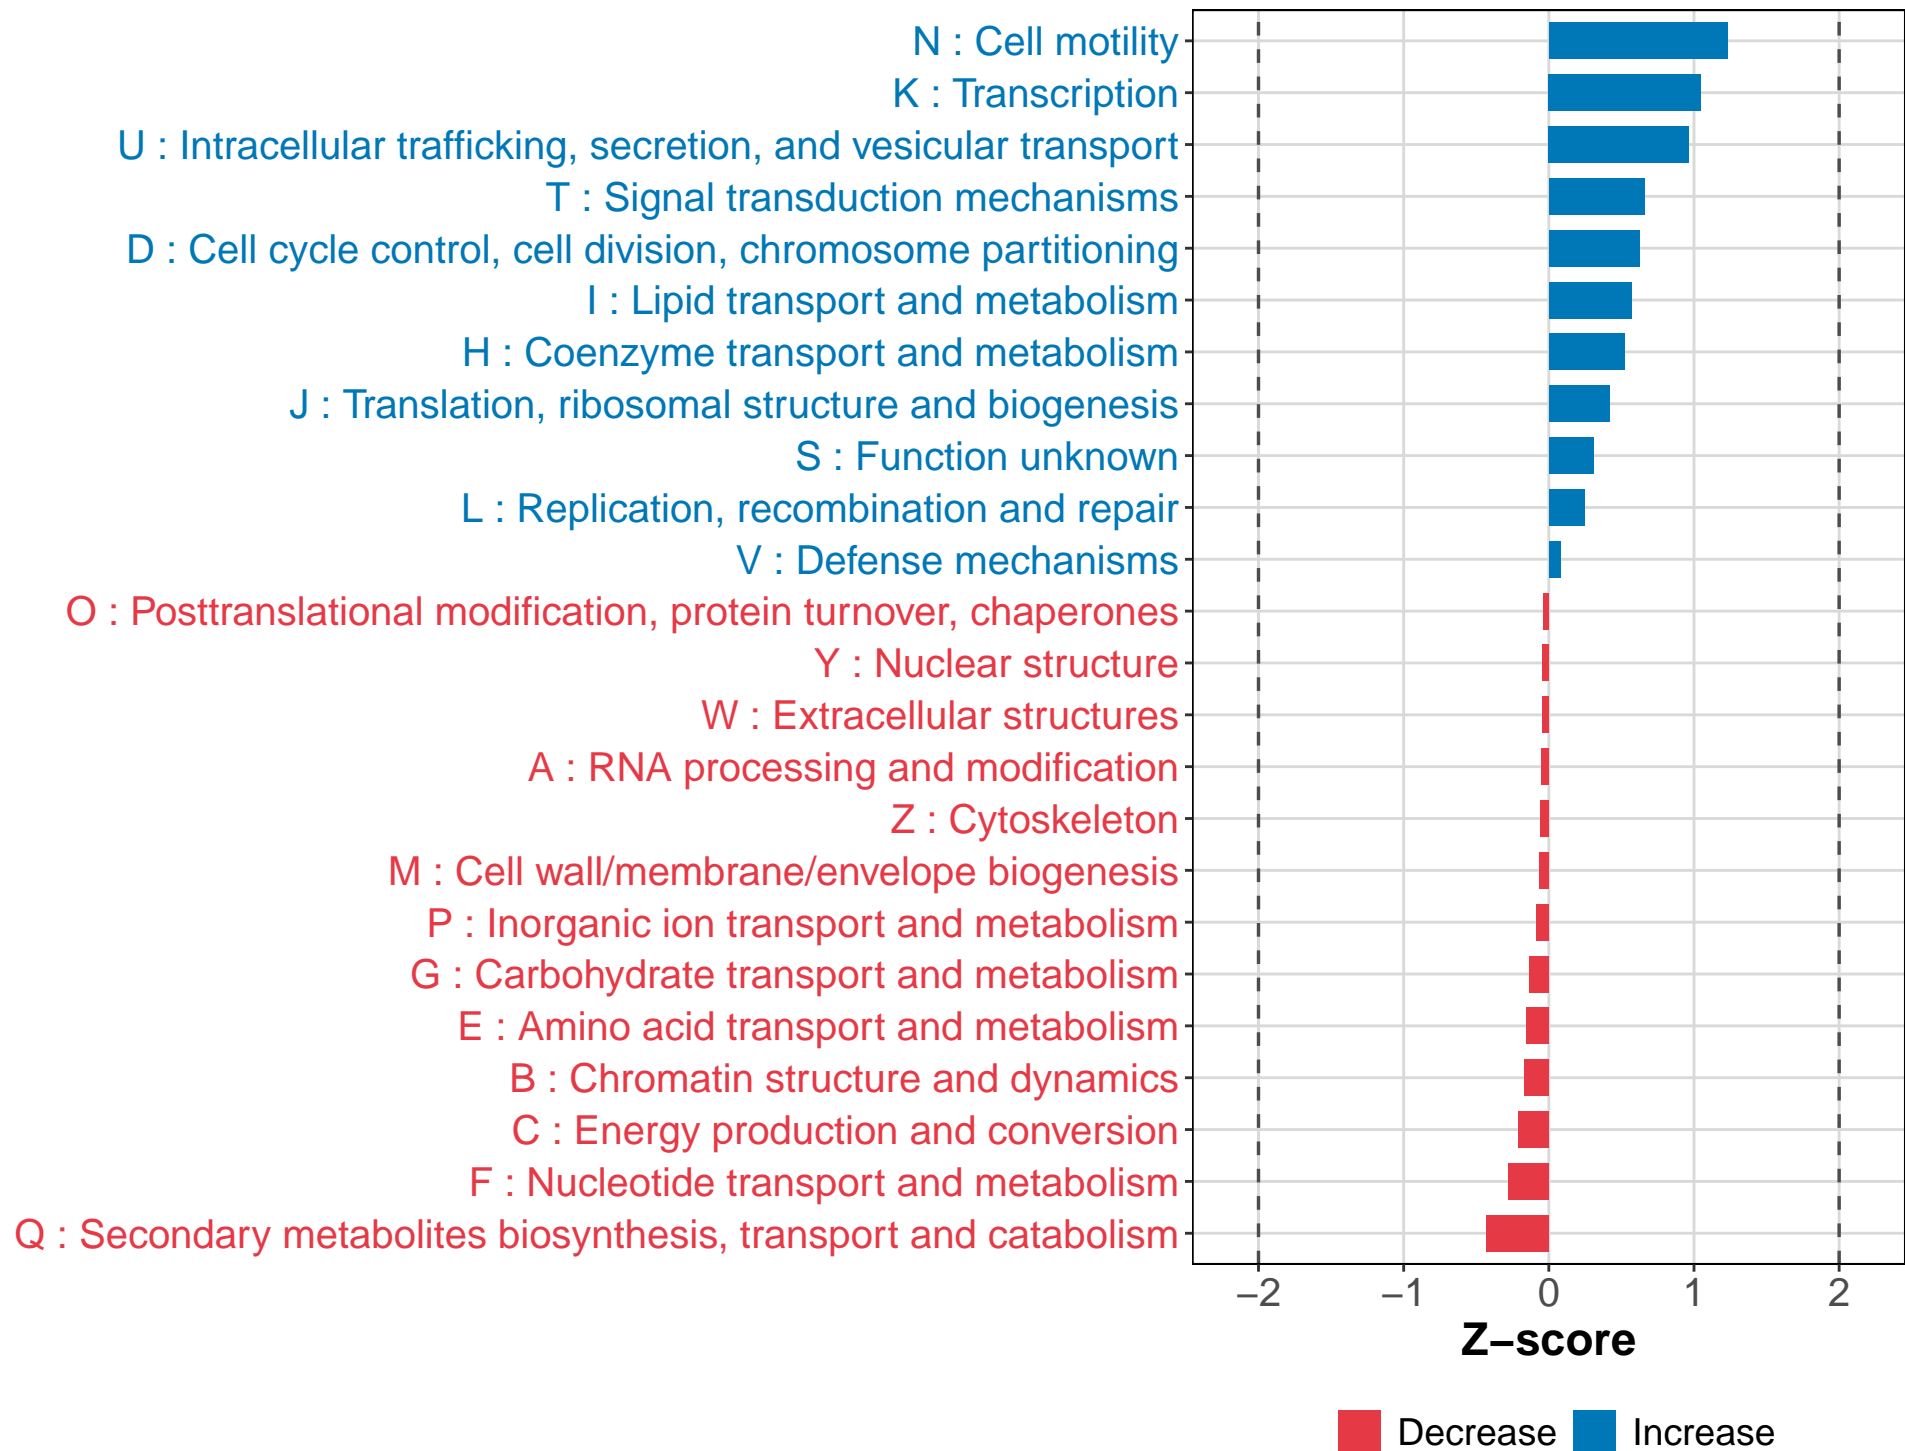 N : Cell motility
K : Transcription
U : Intracellular trafficking, secretion, and vesicular transport
T : Signal transduction mechanisms
D : Cell cycle control, cell division, chromosome partitioning
I : Lipid transport and metabolism
H : Coenzyme transport and metabolism
J : Translation, ribosomal structure and biogenesis
S : Function unknown
L : Replication, recombination and repair
V : Defense mechanisms
O : Posttranslational modification, protein turnover, chaperones
Y : Nuclear structure
W : Extracellular structures
A : RNA processing and modification
Z : Cytoskeleton
M : Cell wall/membrane/envelope biogenesis
P : Inorganic ion transport and metabolism
G : Carbohydrate transport and metabolism
E : Amino acid transport and metabolism
B : Chromatin structure and dynamics
C : Energy production and conversion
F : Nucleotide transport and metabolism
Q : Secondary metabolites biosynthesis, transport and catabolism
−2 −1 0 1 2
Z−score
Decrease Increase